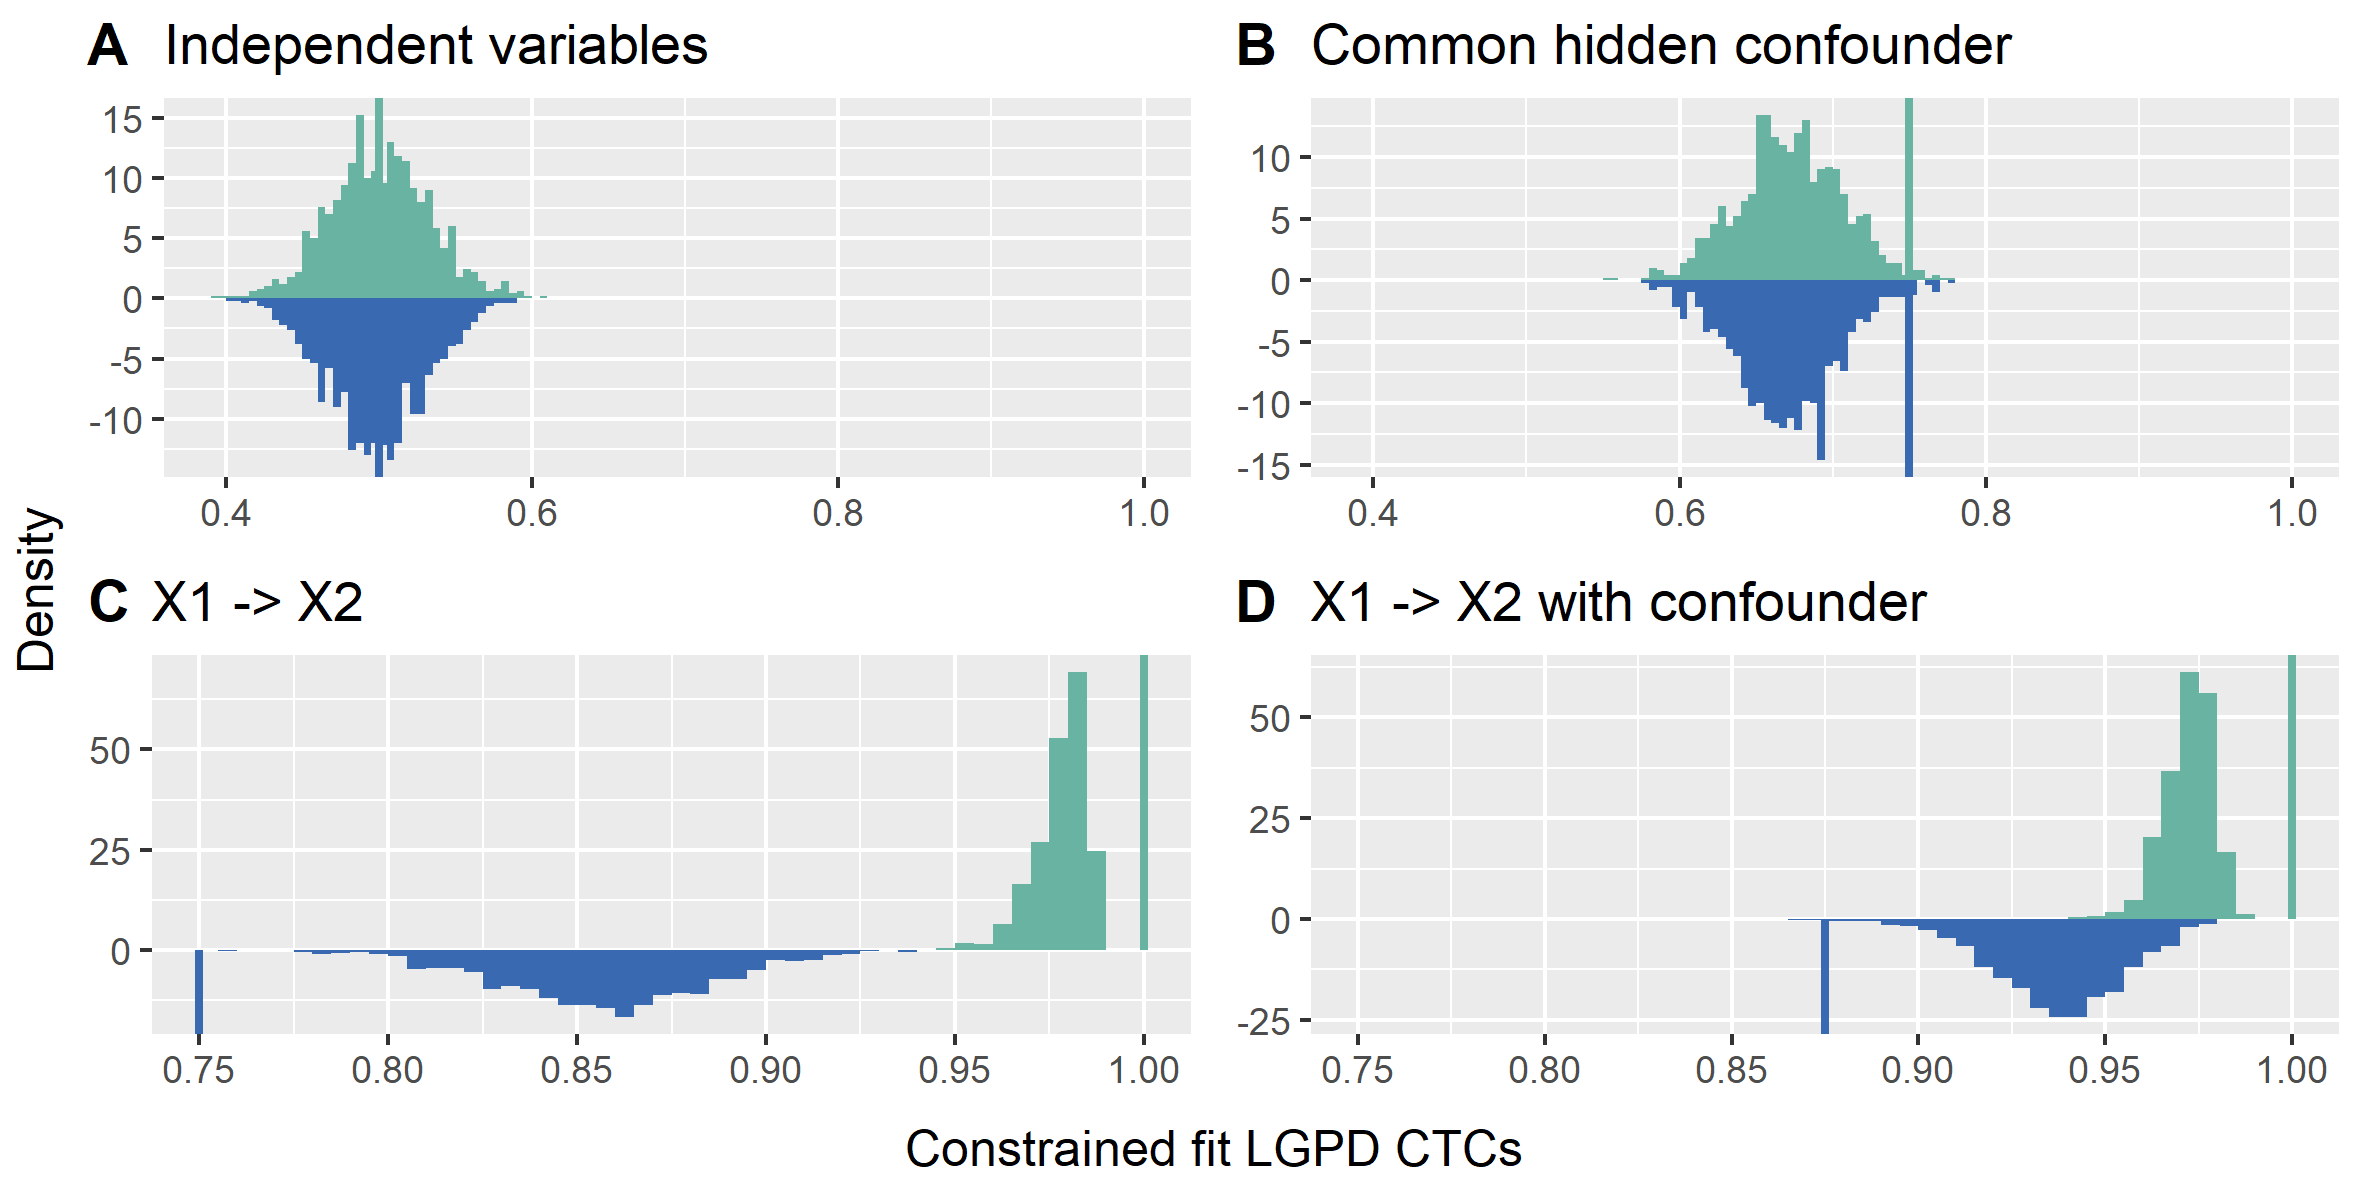 A Independent variables
15
10
5
0
-5
-10
0.4 0.6 0.8 1.0
B Common hidden confounder
10
5
0
-5
-10
-15
0.4 0.6 0.8 1.0
Density
C X1 -> X2
50
25
0
0.75 0.80 0.85 0.90 0.95 1.00
D X1 -> X2 with confounder
50
25
0
-25
0.75 0.80 0.85 0.90 0.95 1.00
Constrained fit LGPD CTCs